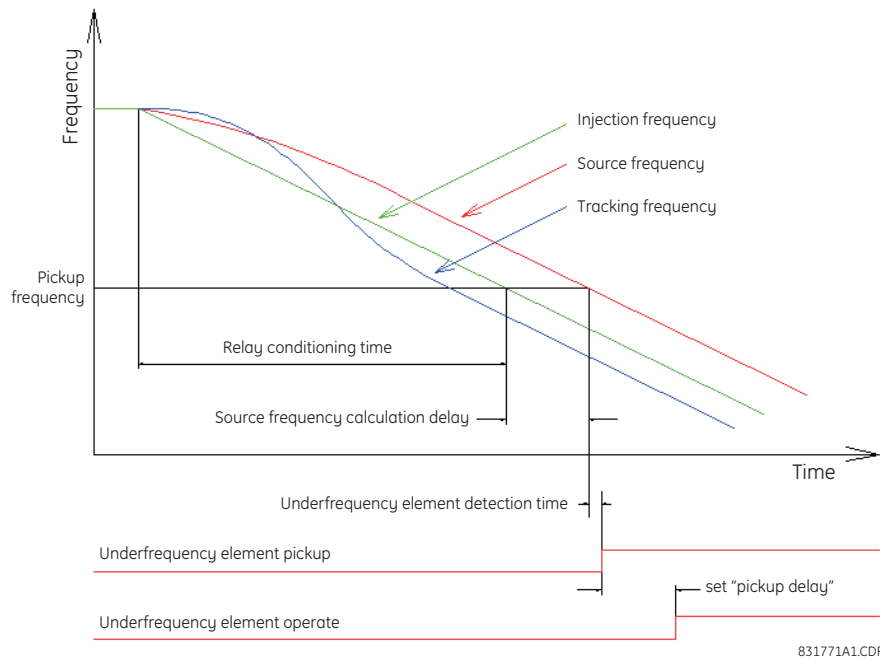 Frequency
Injection frequency
Source frequency
Tracking frequency
Pickup
frequency
Relay conditioning time
Source frequency calculation delay
Time
Underfrequency element detection time
Underfrequency element pickup
set “pickup delay”
Underfrequency element operate
831771A1.CDR